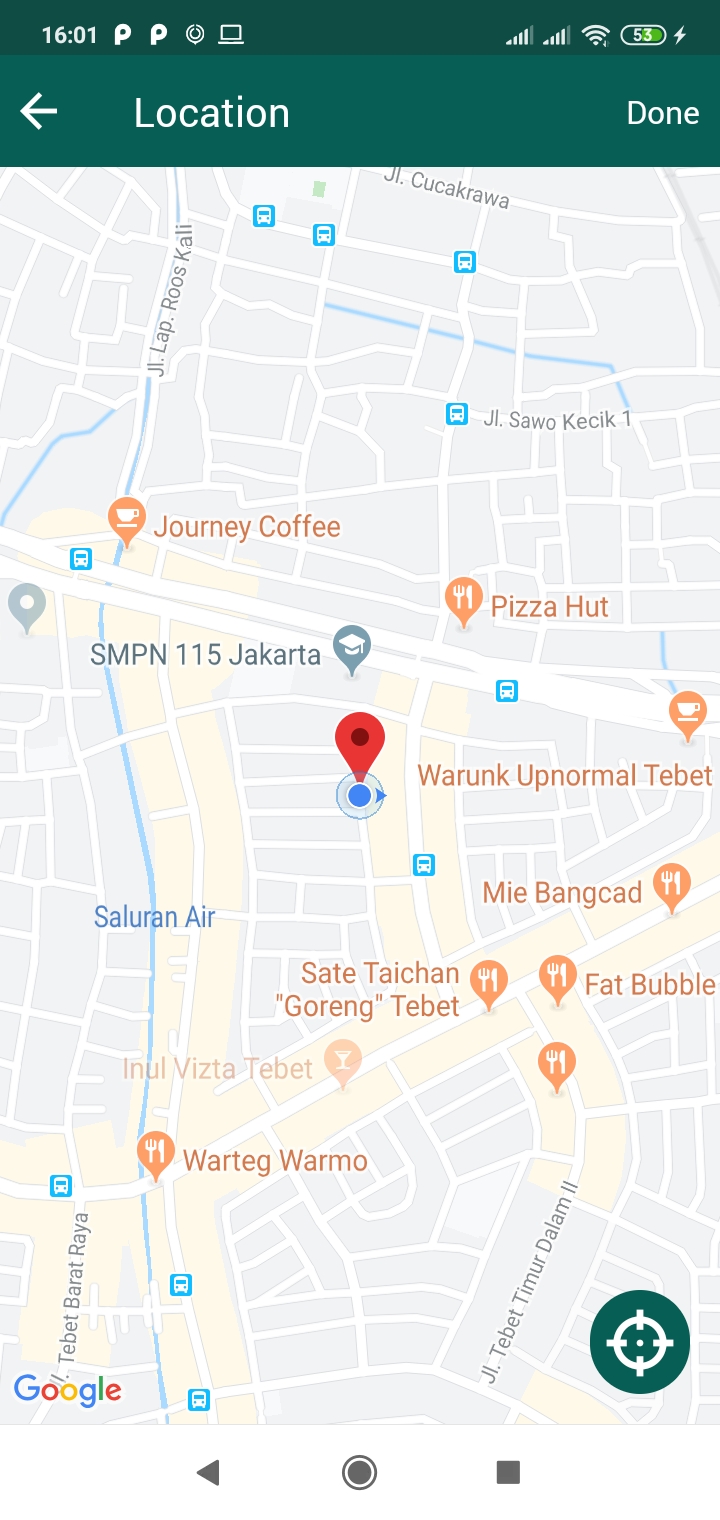 16:01
53
Location
Done
Jl. Cucakrawa
Jl. Lap. Roos Kali
Jl. Sawo Kecik 1
Journey Coffee
Pizza Hut
SMPN 115 Jakarta
Warunk Upnormal Tebet
Mie Bangcad
Saluran Air
Sate Taichan
"Goreng" Tebet
Fat Bubble
Inul Vizta Tebet
Warteg Warmo
Jl. Tebet Timur Dalam II
l. Tebet Barat Raya
Google